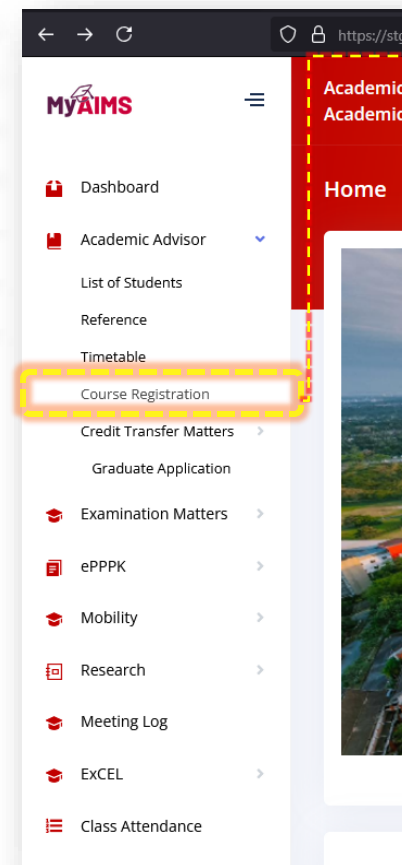 https://stg
MyAIMS
Academic
Academic
Home
Dashboard
Academic Advisor
List of Students
Reference
Timetable
Course Registration
Credit Transfer Matters
Graduate Application
Examination Matters
ePPPK
Mobility
Research
Meeting Log
ExCEL
Class Attendance